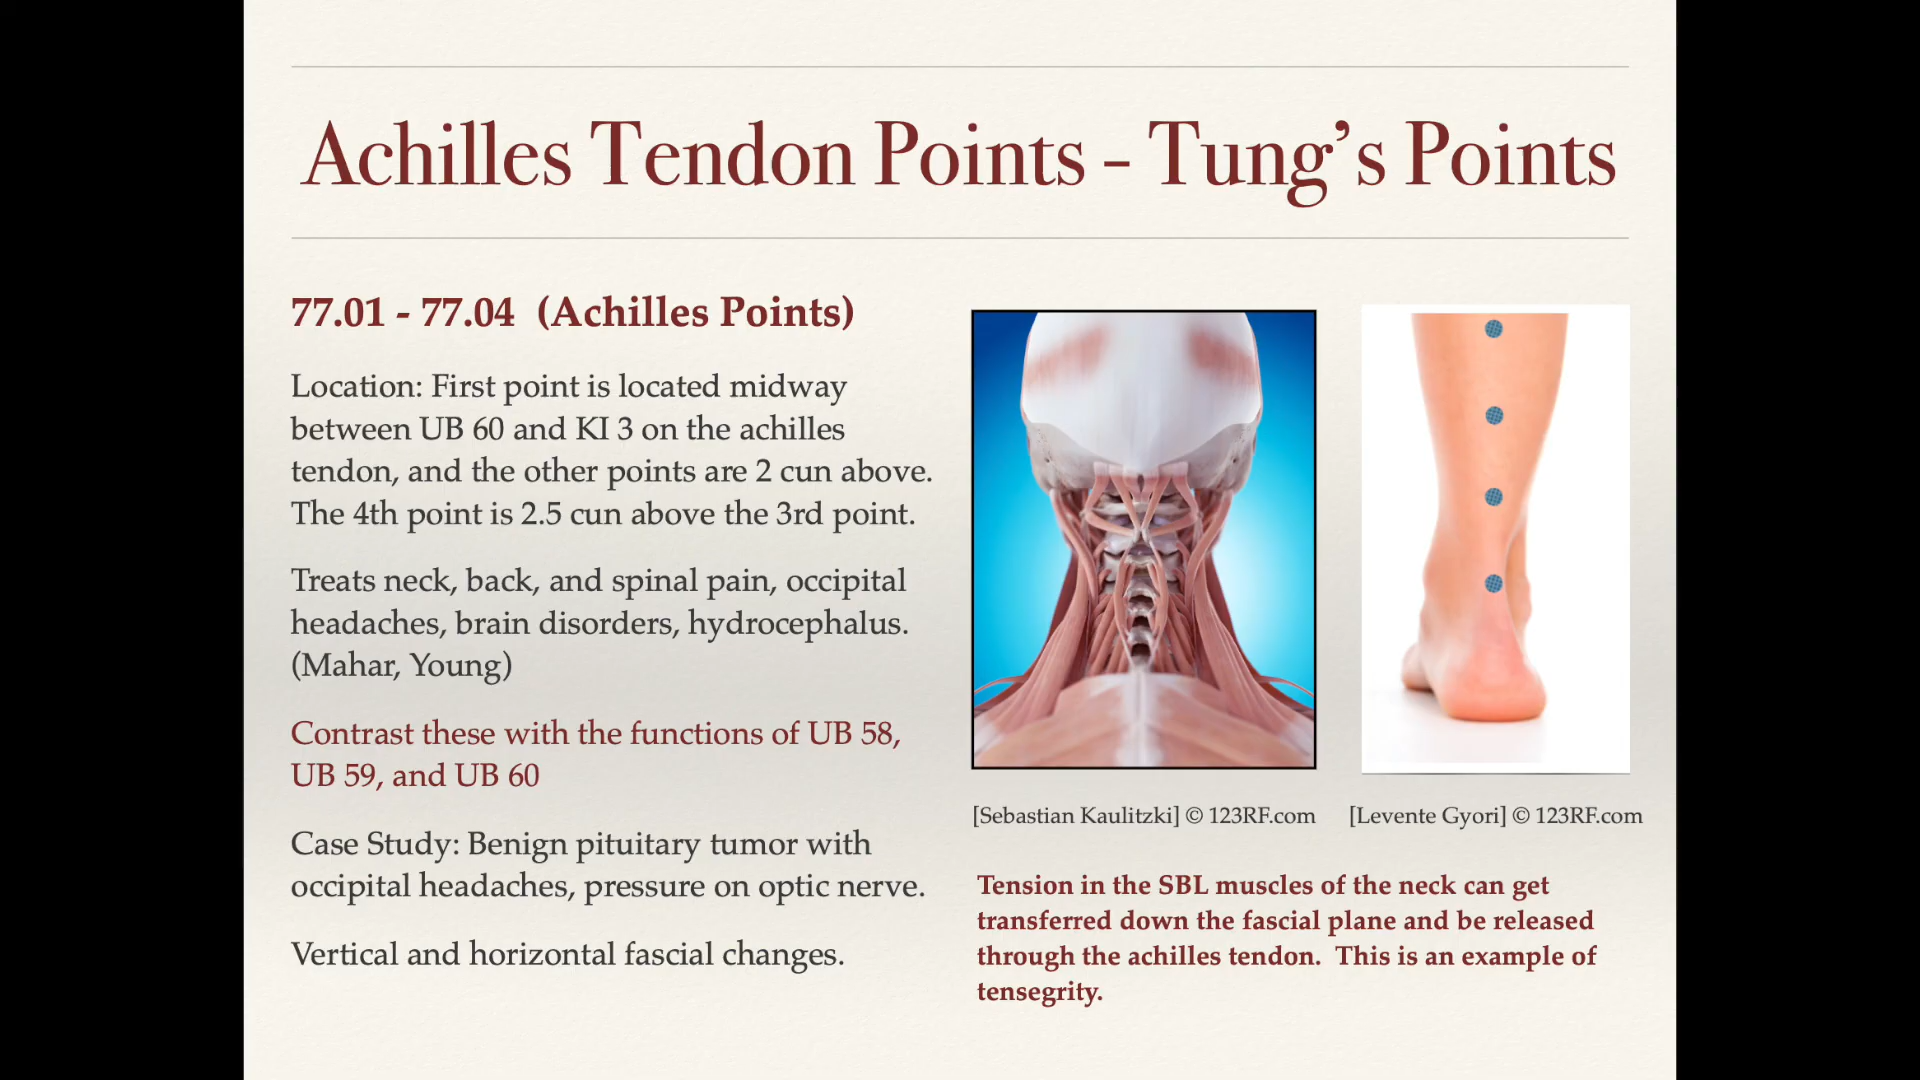 Achilles Tendon Points - Tung's Points
77.01 - 77.04 (Achilles Points)
Location: First point is located midway
between UB 60 and KI 3 on the achilles
tendon, and the other points are 2 cun above.
The 4th point is 2.5 cun above the 3rd point.
Treats neck, back, and spinal pain, occipital
headaches, brain disorders, hydrocephalus.
(Mahar, Young)
Contrast these with the functions of UB 58,
UB 59, and UB 60
Case Study: Benign pituitary tumor with
occipital headaches, pressure on optic nerve.
Vertical and horizontal fascial changes.
[Sebastian Kaulitzki] © 123RF.com
[Levente Gyori] © 123RF.com
Tension in the SBL muscles of the neck can get
transferred down the fascial plane and be released
through the achilles tendon. This is an example of
tensegrity.